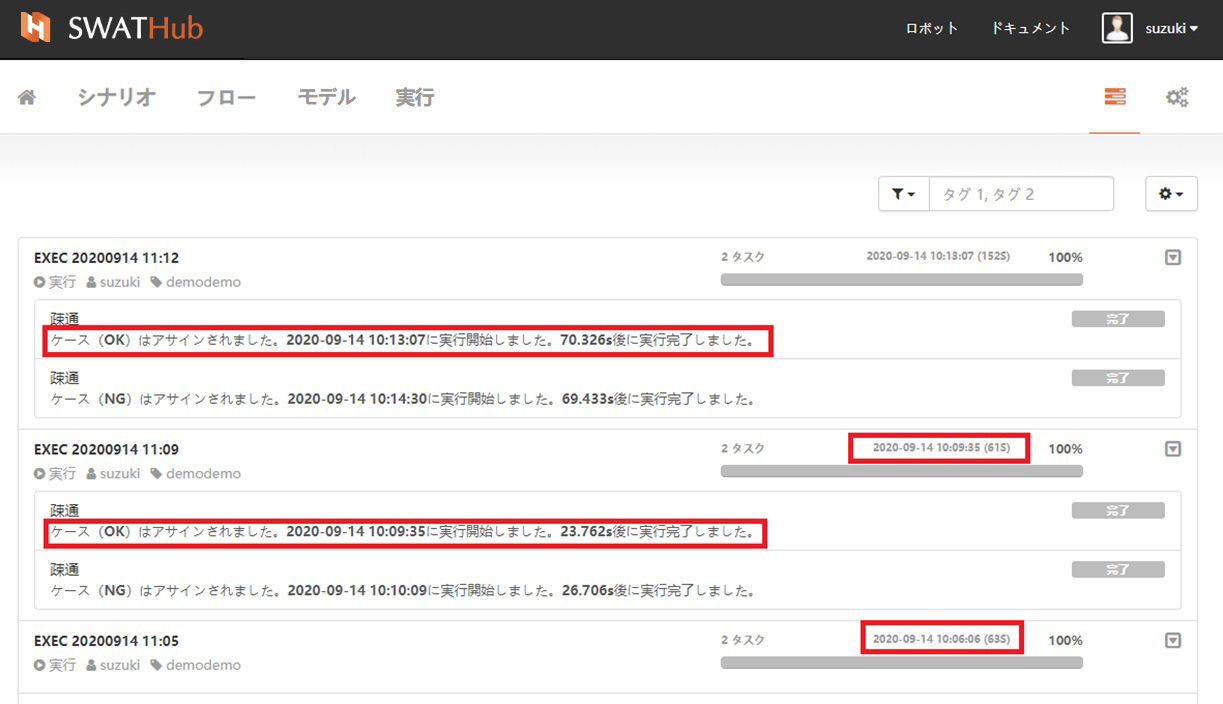 SWATHub
ロボット ドキュメント suzuki
シナリオ フロー モデル 実行
タグ 1, タグ 2
EXEC 20200914 11:12 2 タスク 2020-09-14 10:13:07 (152S) 100%
実行 suzuki demodemo
疎通 完了
ケース（OK）はアサインされました。2020-09-14 10:13:07に実行開始しました。70.326s後に実行完了しました。
疎通 完了
ケース（NG）はアサインされました。2020-09-14 10:14:30に実行開始しました。69.433s後に実行完了しました。
EXEC 20200914 11:09 2 タスク 2020-09-14 10:09:35 (61S) 100%
実行 suzuki demodemo
疎通 完了
ケース（OK）はアサインされました。2020-09-14 10:09:35に実行開始しました。23.762s後に実行完了しました。
疎通 完了
ケース（NG）はアサインされました。2020-09-14 10:10:09に実行開始しました。26.706s後に実行完了しました。
EXEC 20200914 11:05 2 タスク 2020-09-14 10:06:06 (63S) 100%
実行 suzuki demodemo